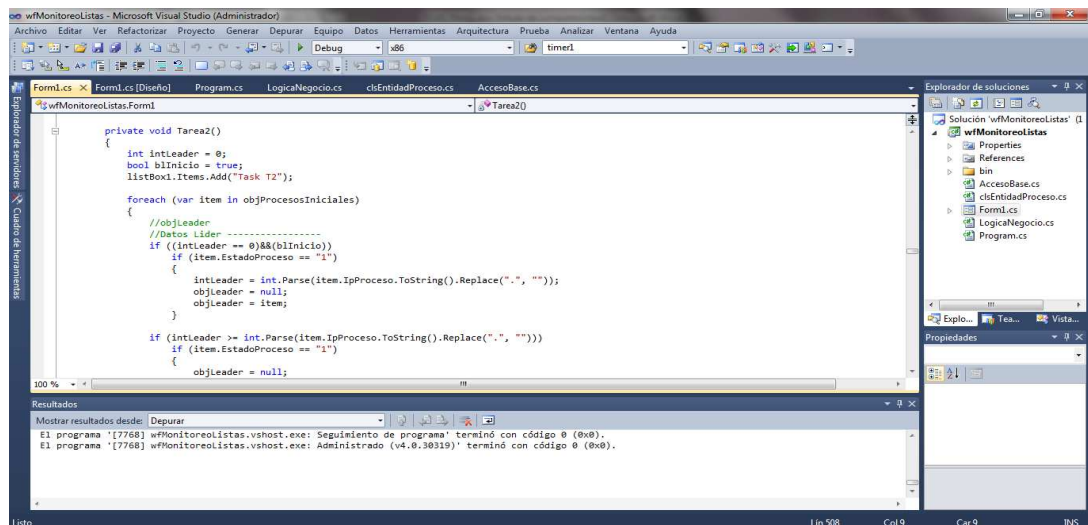 wfMonitoreoListas - Microsoft Visual Studio (Administrador)
Archivo Editar Ver Refactorizar Proyecto Generar Depurar Equipo Datos Herramientas Arquitectura Prueba Analizar Ventana Ayuda
Debug x86 timer1
Form1.cs Form1.cs [Diseño] Program.cs LogicaNegocio.cs clsEntidadProceso.cs AccesoBase.cs
wfMonitoreoListas.Form1 Tarea2()
private void Tarea2()
{
int intLeader = 0;
bool blInicio = true;
listBox1.Items.Add("Task T2");
foreach (var item in objProcesosIniciales)
{
//objLeader
//Datos Lider -----------------
if ((intLeader == 0)&&(blInicio))
if (item.EstadoProceso == "1")
{
intLeader = int.Parse(item.IpProceso.ToString().Replace(".", ""));
objLeader = null;
objLeader = item;
}
if (intLeader >= int.Parse(item.IpProceso.ToString().Replace(".", "")))
if (item.EstadoProceso == "1")
{
objLeader = null;
100 %
Explorador de servidores
Cuadro de herramientas
Resultados
Mostrar resultados desde: Depurar
El programa '[7768] wfMonitoreoListas.vshost.exe: Seguimiento de programa' terminó con código 0 (0x0).
El programa '[7768] wfMonitoreoListas.vshost.exe: Administrado (v4.0.30319)' terminó con código 0 (0x0).
Explorador de soluciones
Solución 'wfMonitoreoListas' (1
wfMonitoreoListas
Properties
References
bin
AccesoBase.cs
clsEntidadProceso.cs
Form1.cs
LogicaNegocio.cs
Program.cs
Explo... Tea... Vista...
Propiedades
Listo Lín 508 Col 9 Car 9 INS